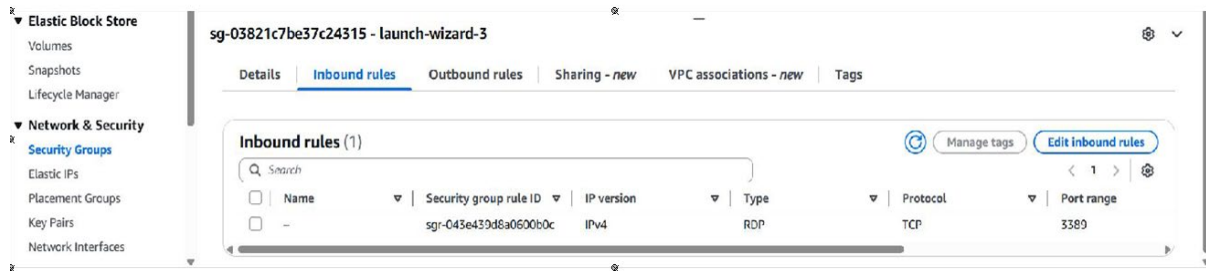 Elastic Block Store
Volumes
Snapshots
Lifecycle Manager
Network & Security
Security Groups
Elastic IPs
Placement Groups
Key Pairs
Network Interfaces
sg-03821c7be37c24315 - launch-wizard-3
Details Inbound rules Outbound rules Sharing - new VPC associations - new Tags
Inbound rules (1)
Manage tags Edit inbound rules
Search
1
Name Security group rule ID IP version Type Protocol Port range
– sgr-043e439d8a0600b0c IPv4 RDP TCP 3389